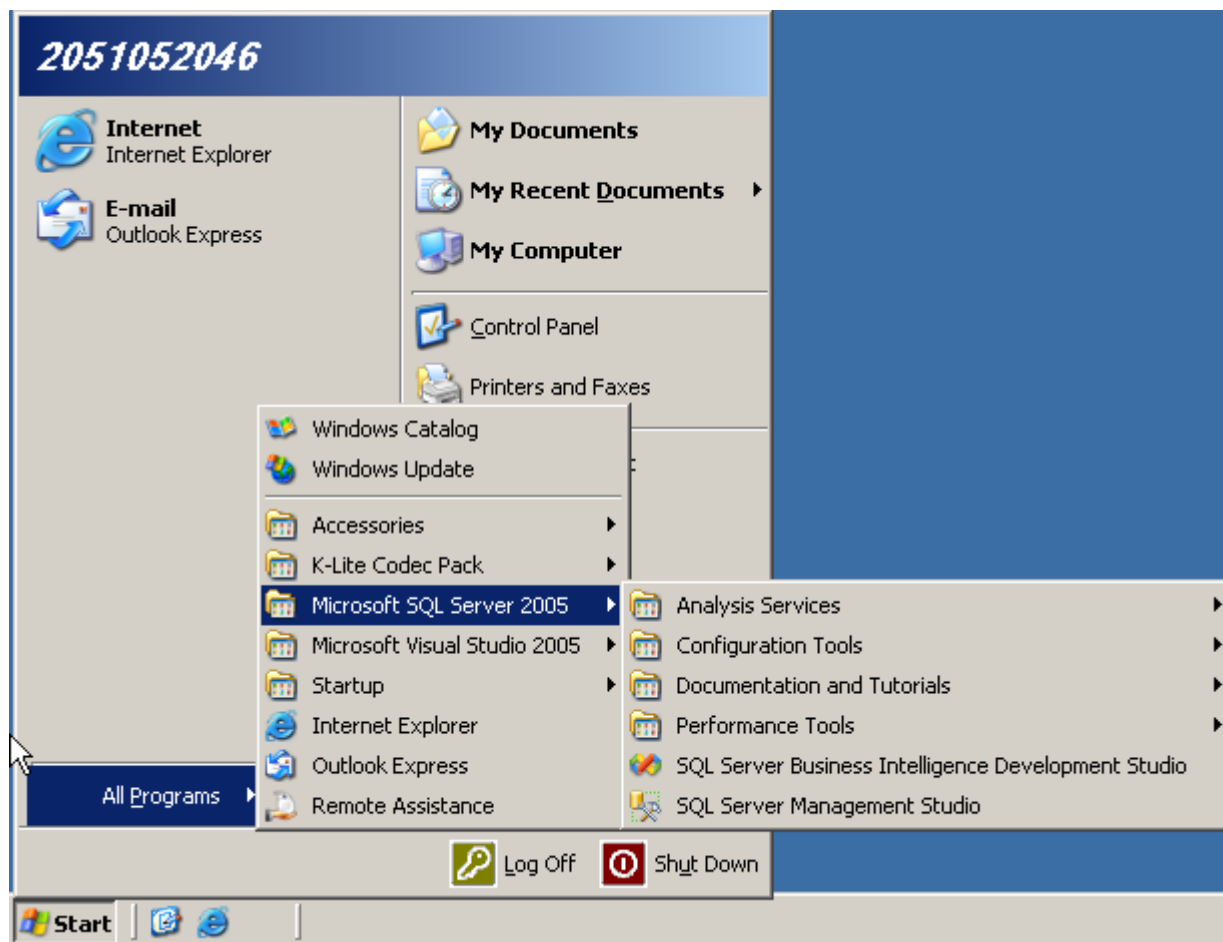 2051052046
Internet
Internet Explorer
E-mail
Outlook Express
My Documents
My Recent Documents
My Computer
Control Panel
Printers and Faxes
Windows Catalog
Windows Update
Accessories
K-Lite Codec Pack
Microsoft SQL Server 2005
Microsoft Visual Studio 2005
Startup
Internet Explorer
Outlook Express
Remote Assistance
Analysis Services
Configuration Tools
Documentation and Tutorials
Performance Tools
SQL Server Business Intelligence Development Studio
SQL Server Management Studio
All Programs
Log Off
Shut Down
Start